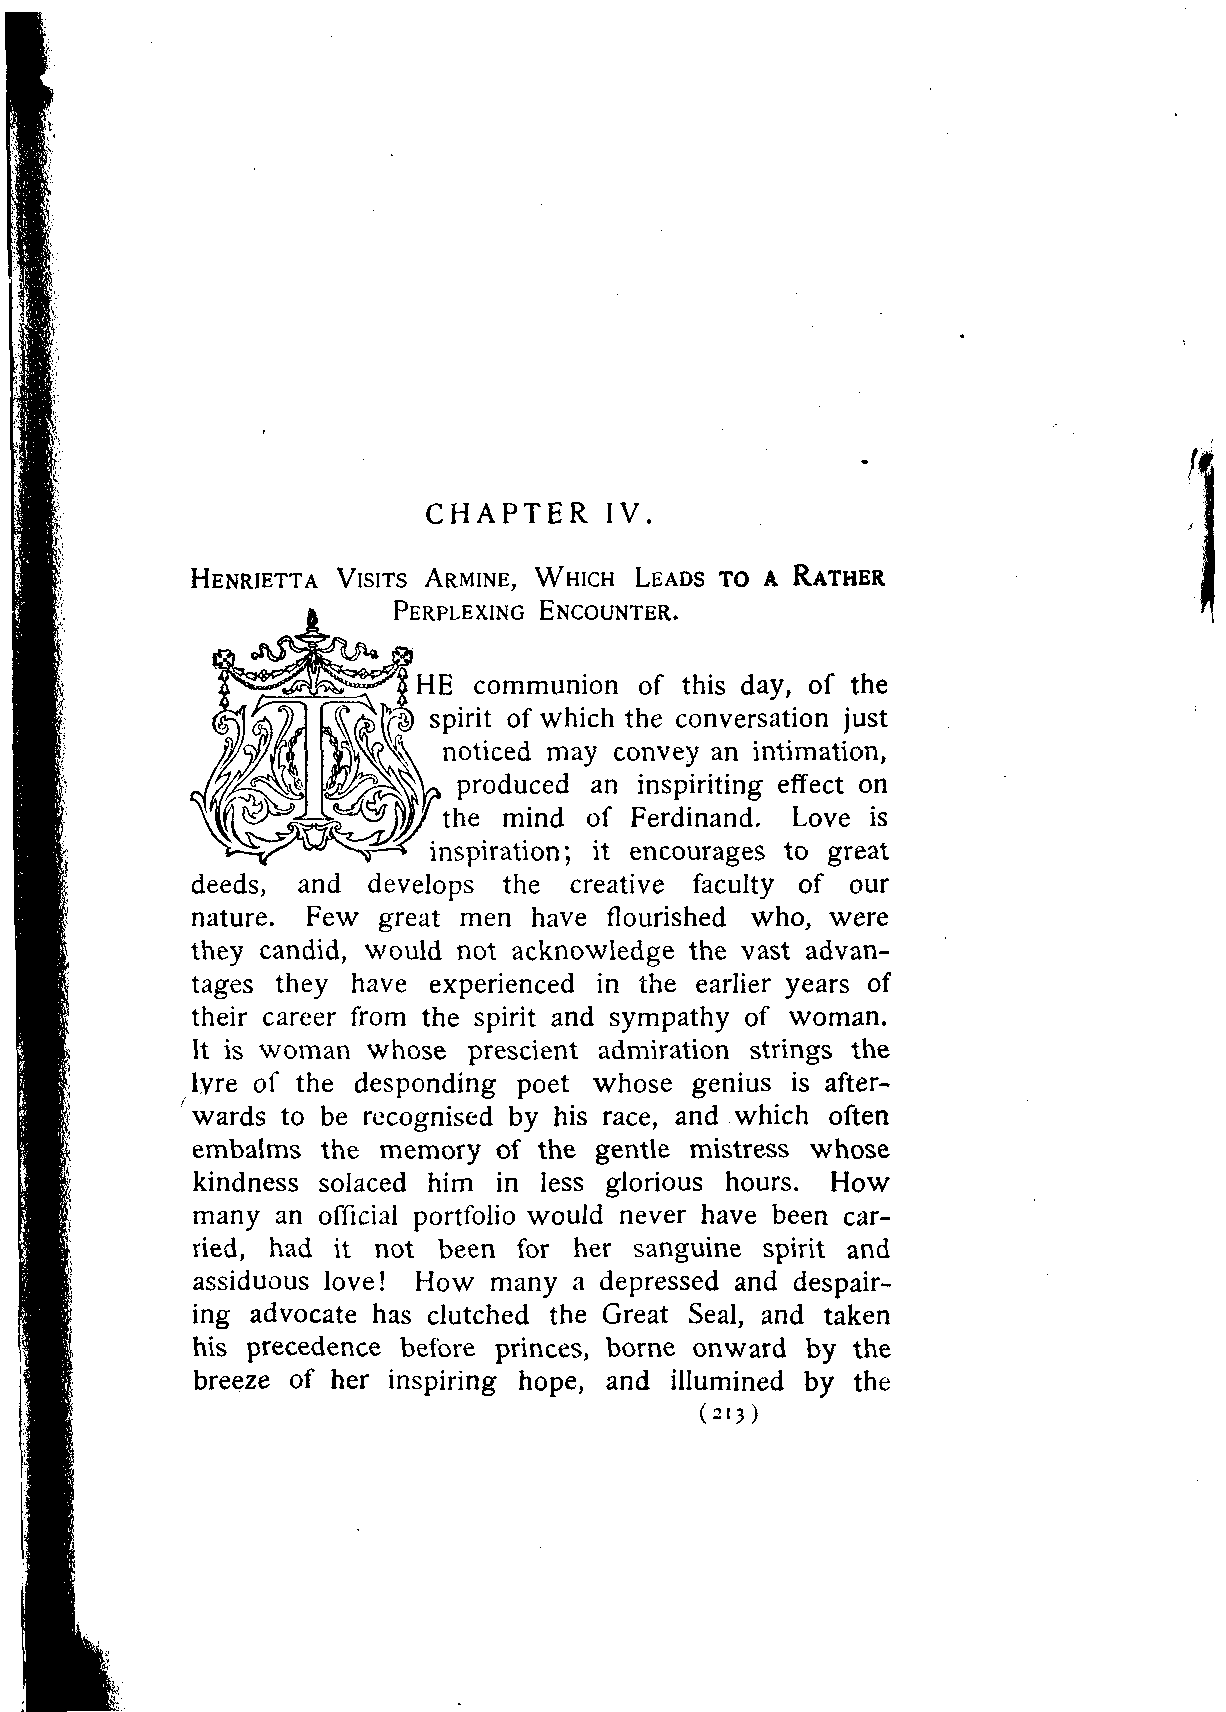 CHAPTER IV.
HENRIETTA VISITS ARMINE, WHICH LEADS TO A RATHER
PERPLEXING ENCOUNTER.
THE communion of this day, of the
spirit of which the conversation just
noticed may convey an intimation,
produced an inspiriting effect on
the mind of Ferdinand. Love is
inspiration; it encourages to great
deeds, and develops the creative faculty of our
nature. Few great men have flourished who, were
they candid, would not acknowledge the vast advan-
tages they have experienced in the earlier years of
their career from the spirit and sympathy of woman.
It is woman whose prescient admiration strings the
lyre of the desponding poet whose genius is after-
wards to be recognised by his race, and which often
embalms the memory of the gentle mistress whose
kindness solaced him in less glorious hours. How
many an official portfolio would never have been car-
ried, had it not been for her sanguine spirit and
assiduous love! How many a depressed and despair-
ing advocate has clutched the Great Seal, and taken
his precedence before princes, borne onward by the
breeze of her inspiring hope, and illumined by the
(213)